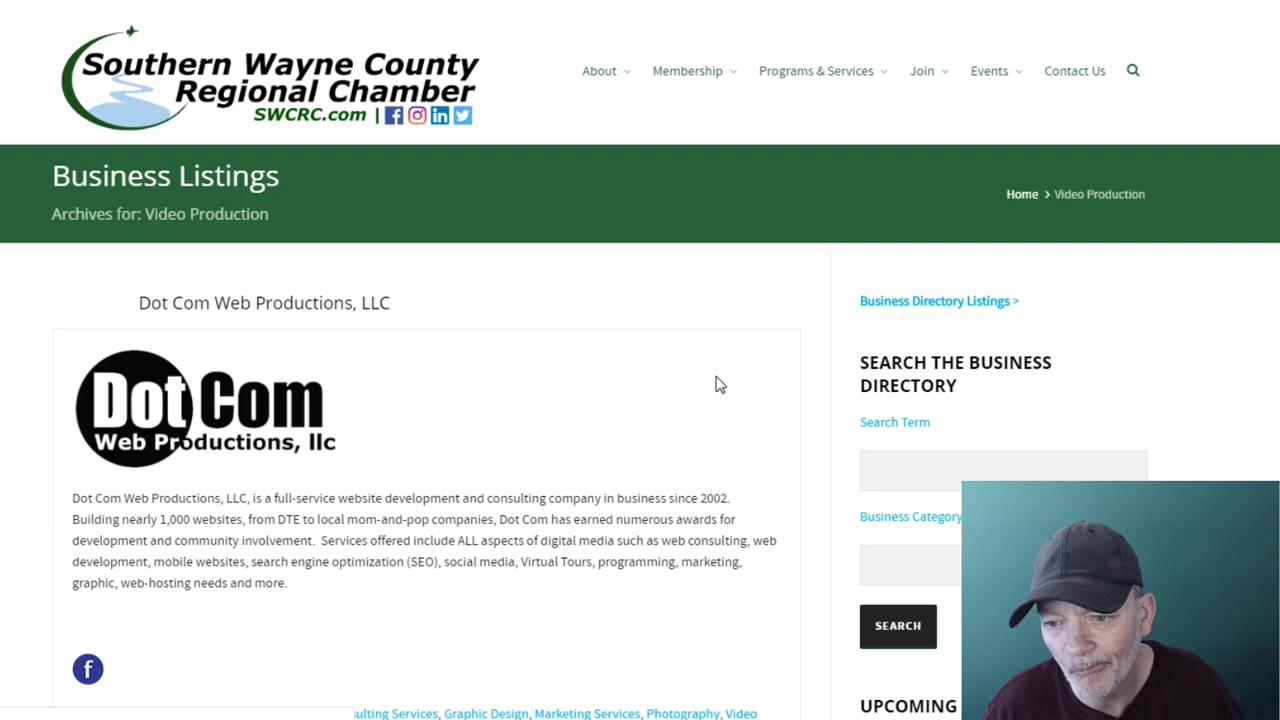 Southern Wayne County
Regional Chamber
SWCRC.com |
About
Membership
Programs & Services
Join
Events
Contact Us
Business Listings
Archives for: Video Production
Home > Video Production
Dot Com Web Productions, LLC
Dot Com
Web Productions, llc
Dot Com Web Productions, LLC, is a full-service website development and consulting company in business since 2002.
Building nearly 1,000 websites, from DTE to local mom-and-pop companies, Dot Com has earned numerous awards for
development and community involvement. Services offered include ALL aspects of digital media such as web consulting, web
development, mobile websites, search engine optimization (SEO), social media, Virtual Tours, programming, marketing,
graphic, web-hosting needs and more.
sulting Services, Graphic Design, Marketing Services, Photography, Video
Business Directory Listings >
SEARCH THE BUSINESS
DIRECTORY
Search Term
Business Category
SEARCH
UPCOMING